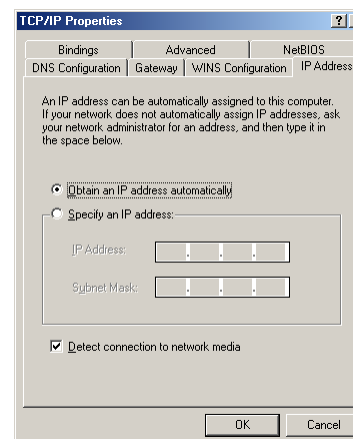 TCP/IP Properties
Bindings Advanced NetBIOS
DNS Configuration Gateway WINS Configuration IP Address
An IP address can be automatically assigned to this computer.
If your network does not automatically assign IP addresses, ask
your network administrator for an address, and then type it in
the space below.
Obtain an IP address automatically
Specify an IP address:
IP Address:
Subnet Mask:
Detect connection to network media
OK Cancel